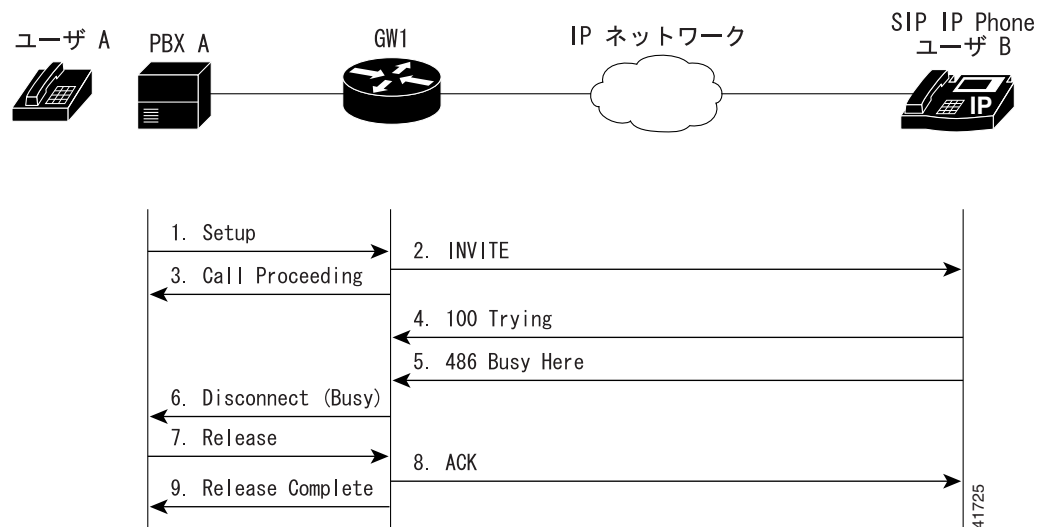 ユーザ A
PBX A
GW1
IP ネットワーク
SIP IP Phone
ユーザ B
IP
1. Setup
2. INVITE
3. Call Proceeding
4. 100 Trying
5. 486 Busy Here
6. Disconnect (Busy)
7. Release
8. ACK
9. Release Complete
41725